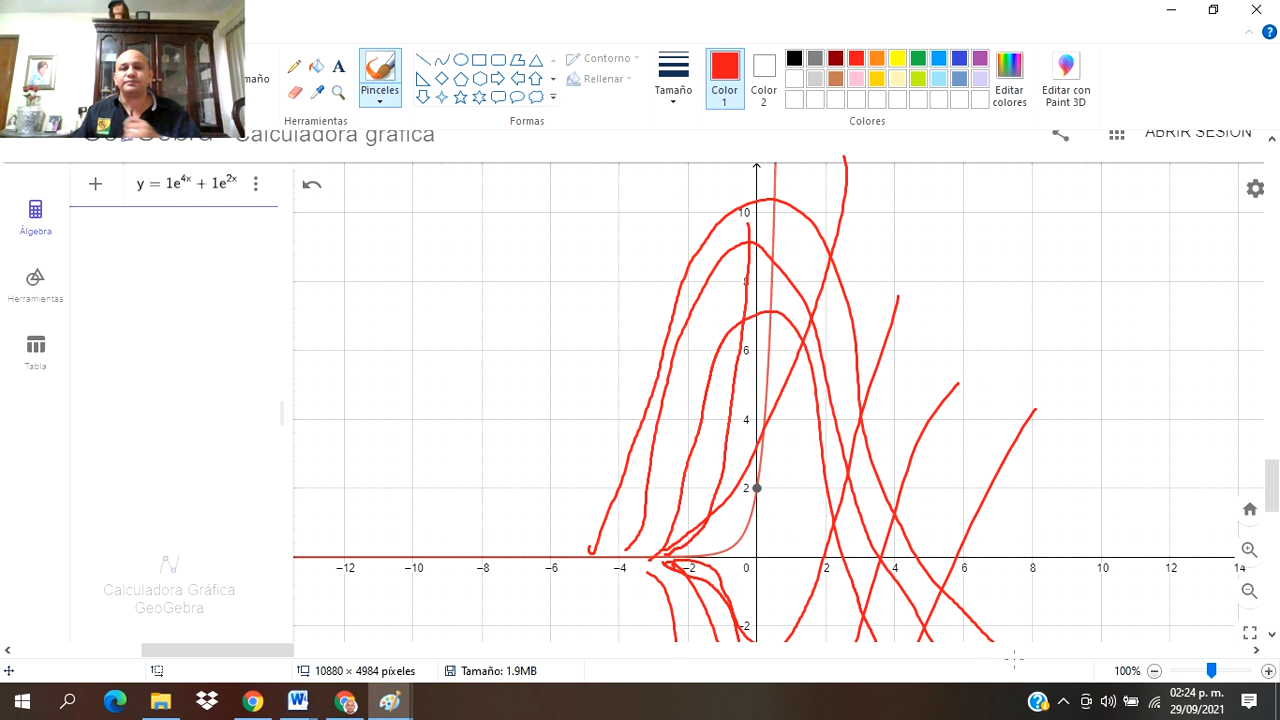 maño
Pinceles
Herramientas
Contorno
Rellenar
Formas
Tamaño
Color 1
Color 2
Editar colores
Editar con Paint 3D
Colores
GeoGebra Calculadora gráfica
ABRIR SESIÓN
y = 1e^{4x} + 1e^{2x}
Álgebra
Herramientas
Tabla
10
8
6
4
2
−12 −10 −8 −6 −4 −2 0 2 4 6 8 10 12 14
−2
Calculadora Gráfica
GeoGebra
10880 × 4984 píxeles
Tamaño: 1.9MB
100%
02:24 p. m.
29/09/2021